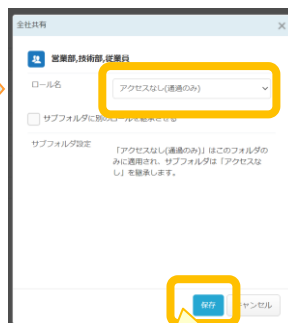 全社共有
×
営業部,技術部,従業員
ロール名
アクセスなし(通過のみ)
サブフォルダに別のロールを継承させる
サブフォルダ設定
「アクセスなし(通過のみ)」はこのフォルダの
みに適用され、サブフォルダは「アクセスな
し」を継承します。
保存
キャンセル